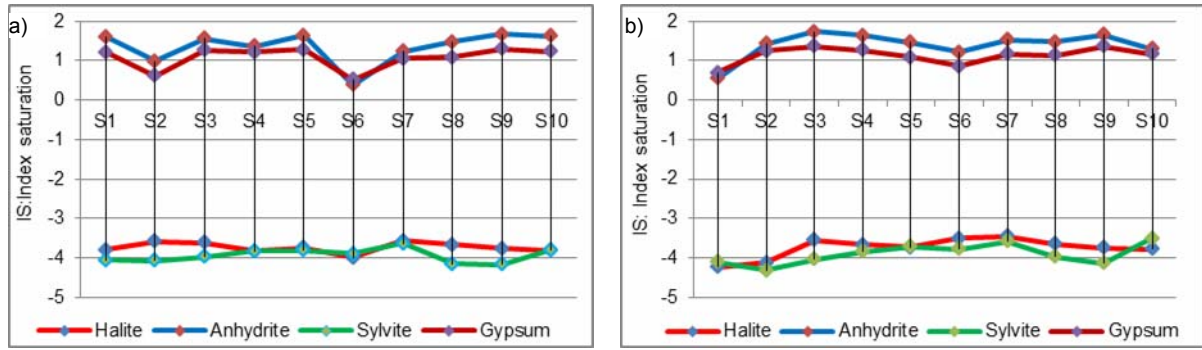 a)
IS:Index saturation
2
1
0
-1
-2
-3
-4
-5
S1 S2 S3 S4 S5 S6 S7 S8 S9 S10
Halite Anhydrite Sylvite Gypsum
b)
IS: Index saturation
2
1
0
-1
-2
-3
-4
-5
S1 S2 S3 S4 S5 S6 S7 S8 S9 S10
Halite Anhydrite Sylvite Gypsum